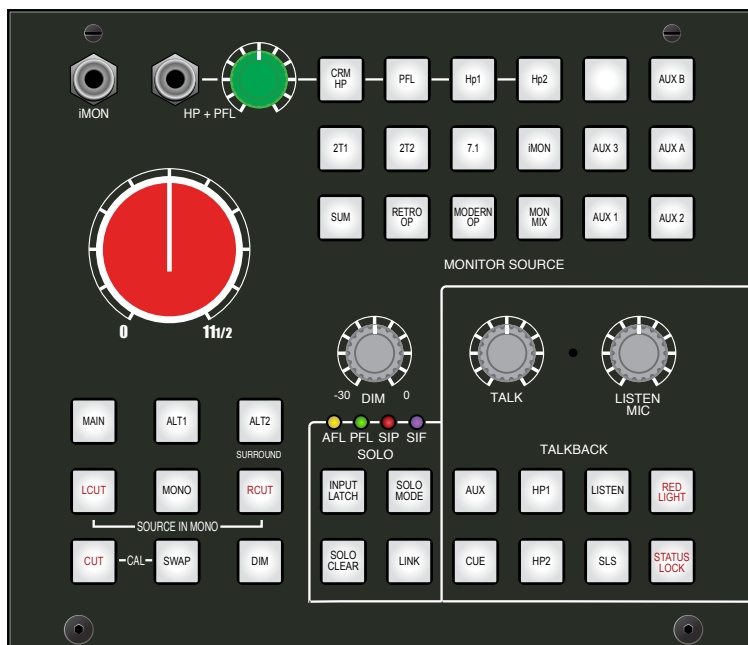 iMON
HP + PFL
CRM
HP
PFL
Hp1
Hp2
AUX B
2T1
2T2
7.1
iMON
AUX 3
AUX A
SUM
RETRO
OP
MODERN
OP
MON
MIX
AUX 1
AUX 2
MONITOR SOURCE
0
11 1/2
-30
DIM
0
TALK
LISTEN
MIC
MAIN
ALT1
ALT2
SURROUND
AFL PFL SIP SIF
SOLO
TALKBACK
LCUT
MONO
RCUT
SOURCE IN MONO
INPUT
LATCH
SOLO
MODE
AUX
HP1
LISTEN
RED
LIGHT
CUT
CAL
SWAP
DIM
SOLO
CLEAR
LINK
CUE
HP2
SLS
STATUS
LOCK